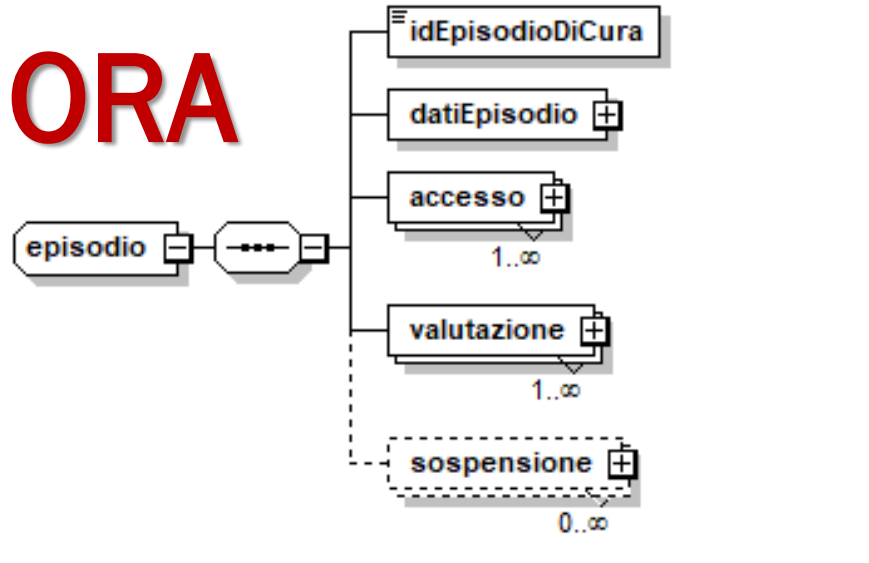 ORA
idEpisodioDiCura
datiEpisodio
accesso
1..∞
episodio
valutazione
1..∞
sospensione
0..∞